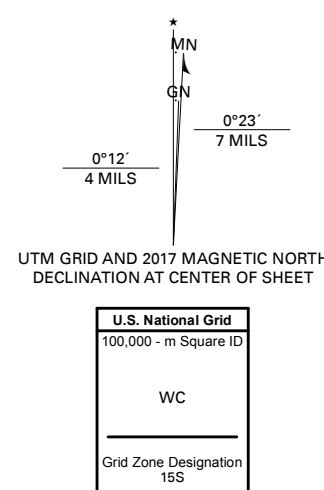 ★
MN
GN
0°23´
7 MILS
0°12´
4 MILS
UTM GRID AND 2017 MAGNETIC NORTH
DECLINATION AT CENTER OF SHEET
U.S. National Grid
100,000 - m Square ID
WC
Grid Zone Designation
15S